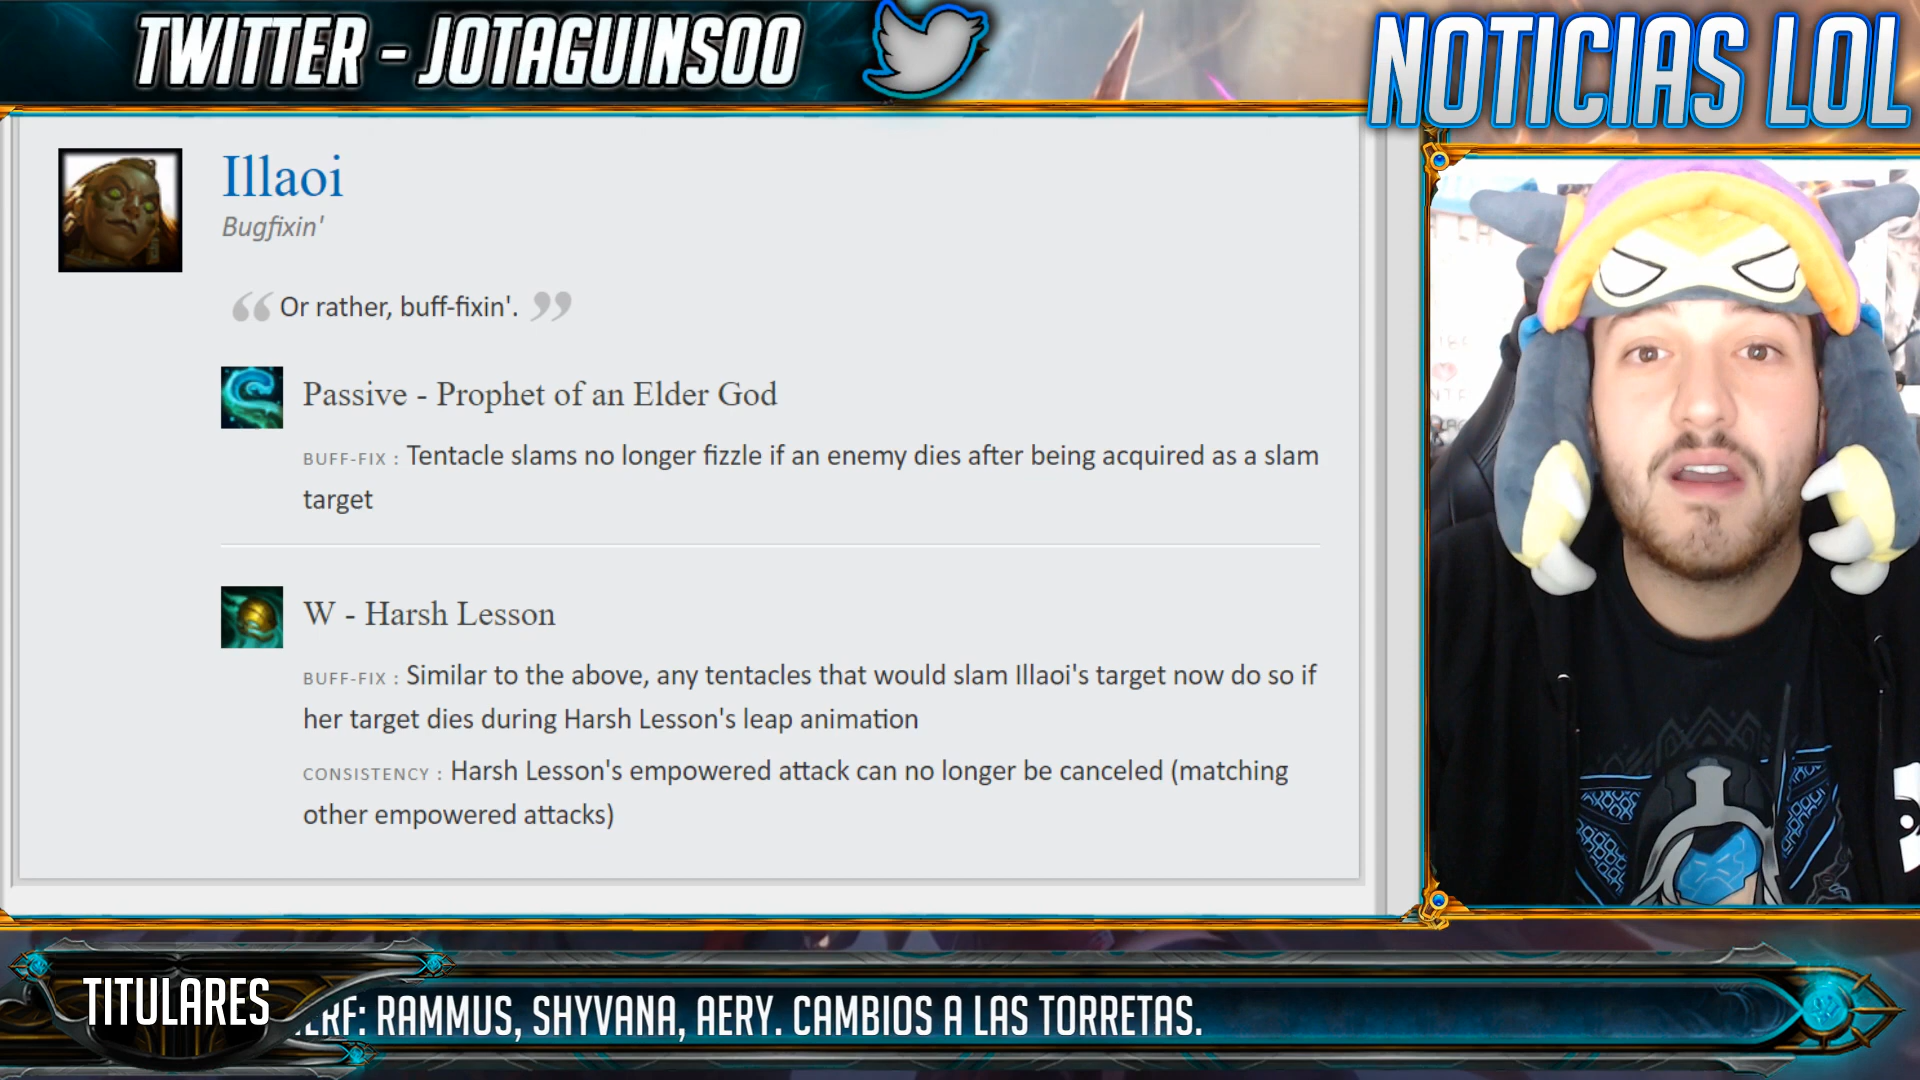 TWITTER - JOTAGUINSOO
NOTICIAS LOL
Illaoi
Bugfixin'
“ Or rather, buff-fixin'. ”
Passive - Prophet of an Elder God
BUFF-FIX : Tentacle slams no longer fizzle if an enemy dies after being acquired as a slam
target
W - Harsh Lesson
BUFF-FIX : Similar to the above, any tentacles that would slam Illaoi's target now do so if
her target dies during Harsh Lesson's leap animation
CONSISTENCY : Harsh Lesson's empowered attack can no longer be canceled (matching
other empowered attacks)
TITULARES
ERF: RAMMUS, SHYVANA, AERY. CAMBIOS A LAS TORRETAS.